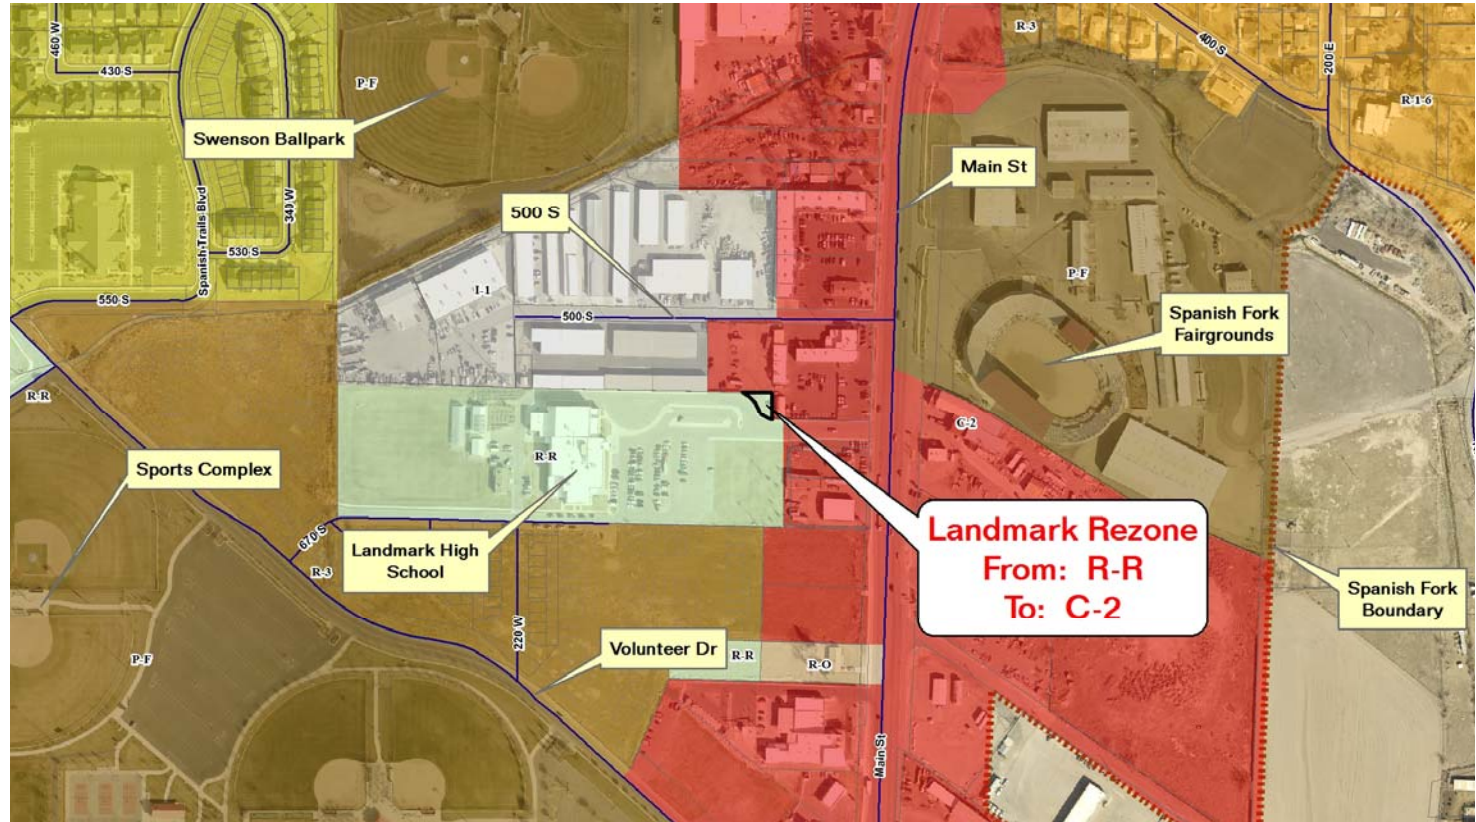 460 W
430 S
P-F
R-3
400 S
200 E
R-1-6
Swenson Ballpark
Main St
500 S
Spanish Trails Blvd
340 W
530 S
550 S
I-1
500 S
P-F
Spanish Fork
Fairgrounds
R-R
C-2
Sports Complex
R-R
Landmark Rezone
From: R-R
To: C-2
670 S
Landmark High
School
R-3
Spanish Fork
Boundary
220 W
Volunteer Dr
R-R
R-O
P-F
Main St